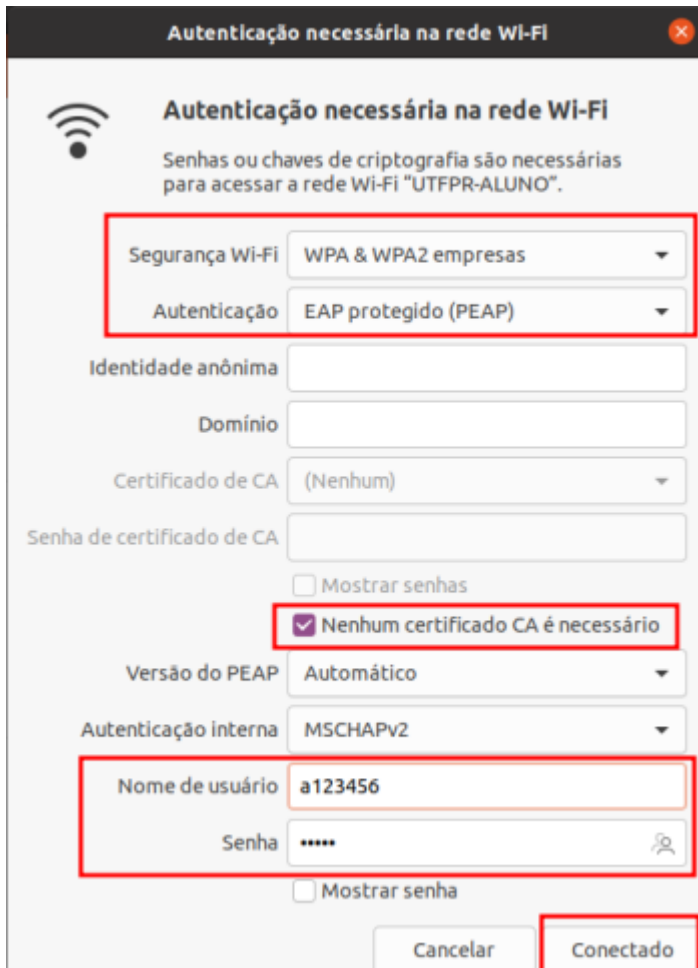 Autenticação necessária na rede Wi-Fi
Autenticação necessária na rede Wi-Fi
Senhas ou chaves de criptografia são necessárias
para acessar a rede Wi-Fi “UTFPR-ALUNO”.
Segurança Wi-Fi WPA & WPA2 empresas
Autenticação EAP protegido (PEAP)
Identidade anônima
Domínio
Certificado de CA (Nenhum)
Senha de certificado de CA
Mostrar senhas
Nenhum certificado CA é necessário
Versão do PEAP Automático
Autenticação interna MSCHAPv2
Nome de usuário a123456
Senha •••••
Mostrar senha
Cancelar Conectado